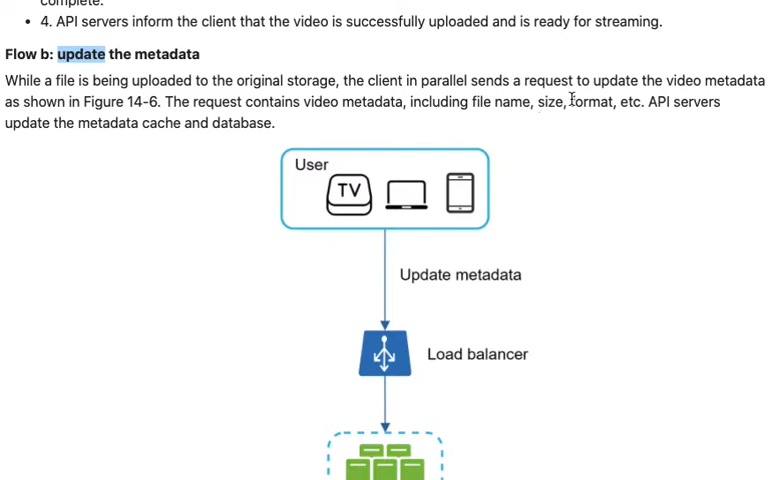 complete.
• 4. API servers inform the client that the video is successfully uploaded and is ready for streaming.
Flow b: update the metadata
While a file is being uploaded to the original storage, the client in parallel sends a request to update the video metadata
as shown in Figure 14-6. The request contains video metadata, including file name, size, format, etc. API servers
update the metadata cache and database.
User
TV
Update metadata
Load balancer